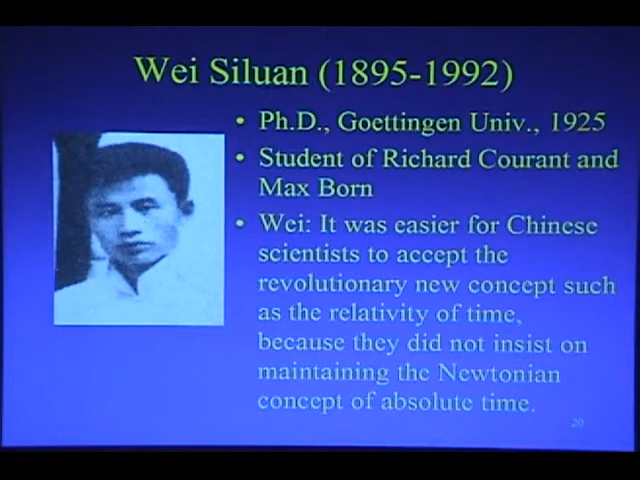 Wei Siluan (1895-1992)
• Ph.D., Goettingen Univ., 1925
• Student of Richard Courant and
Max Born
• Wei: It was easier for Chinese
scientists to accept the
revolutionary new concept such
as the relativity of time,
because they did not insist on
maintaining the Newtonian
concept of absolute time.
20